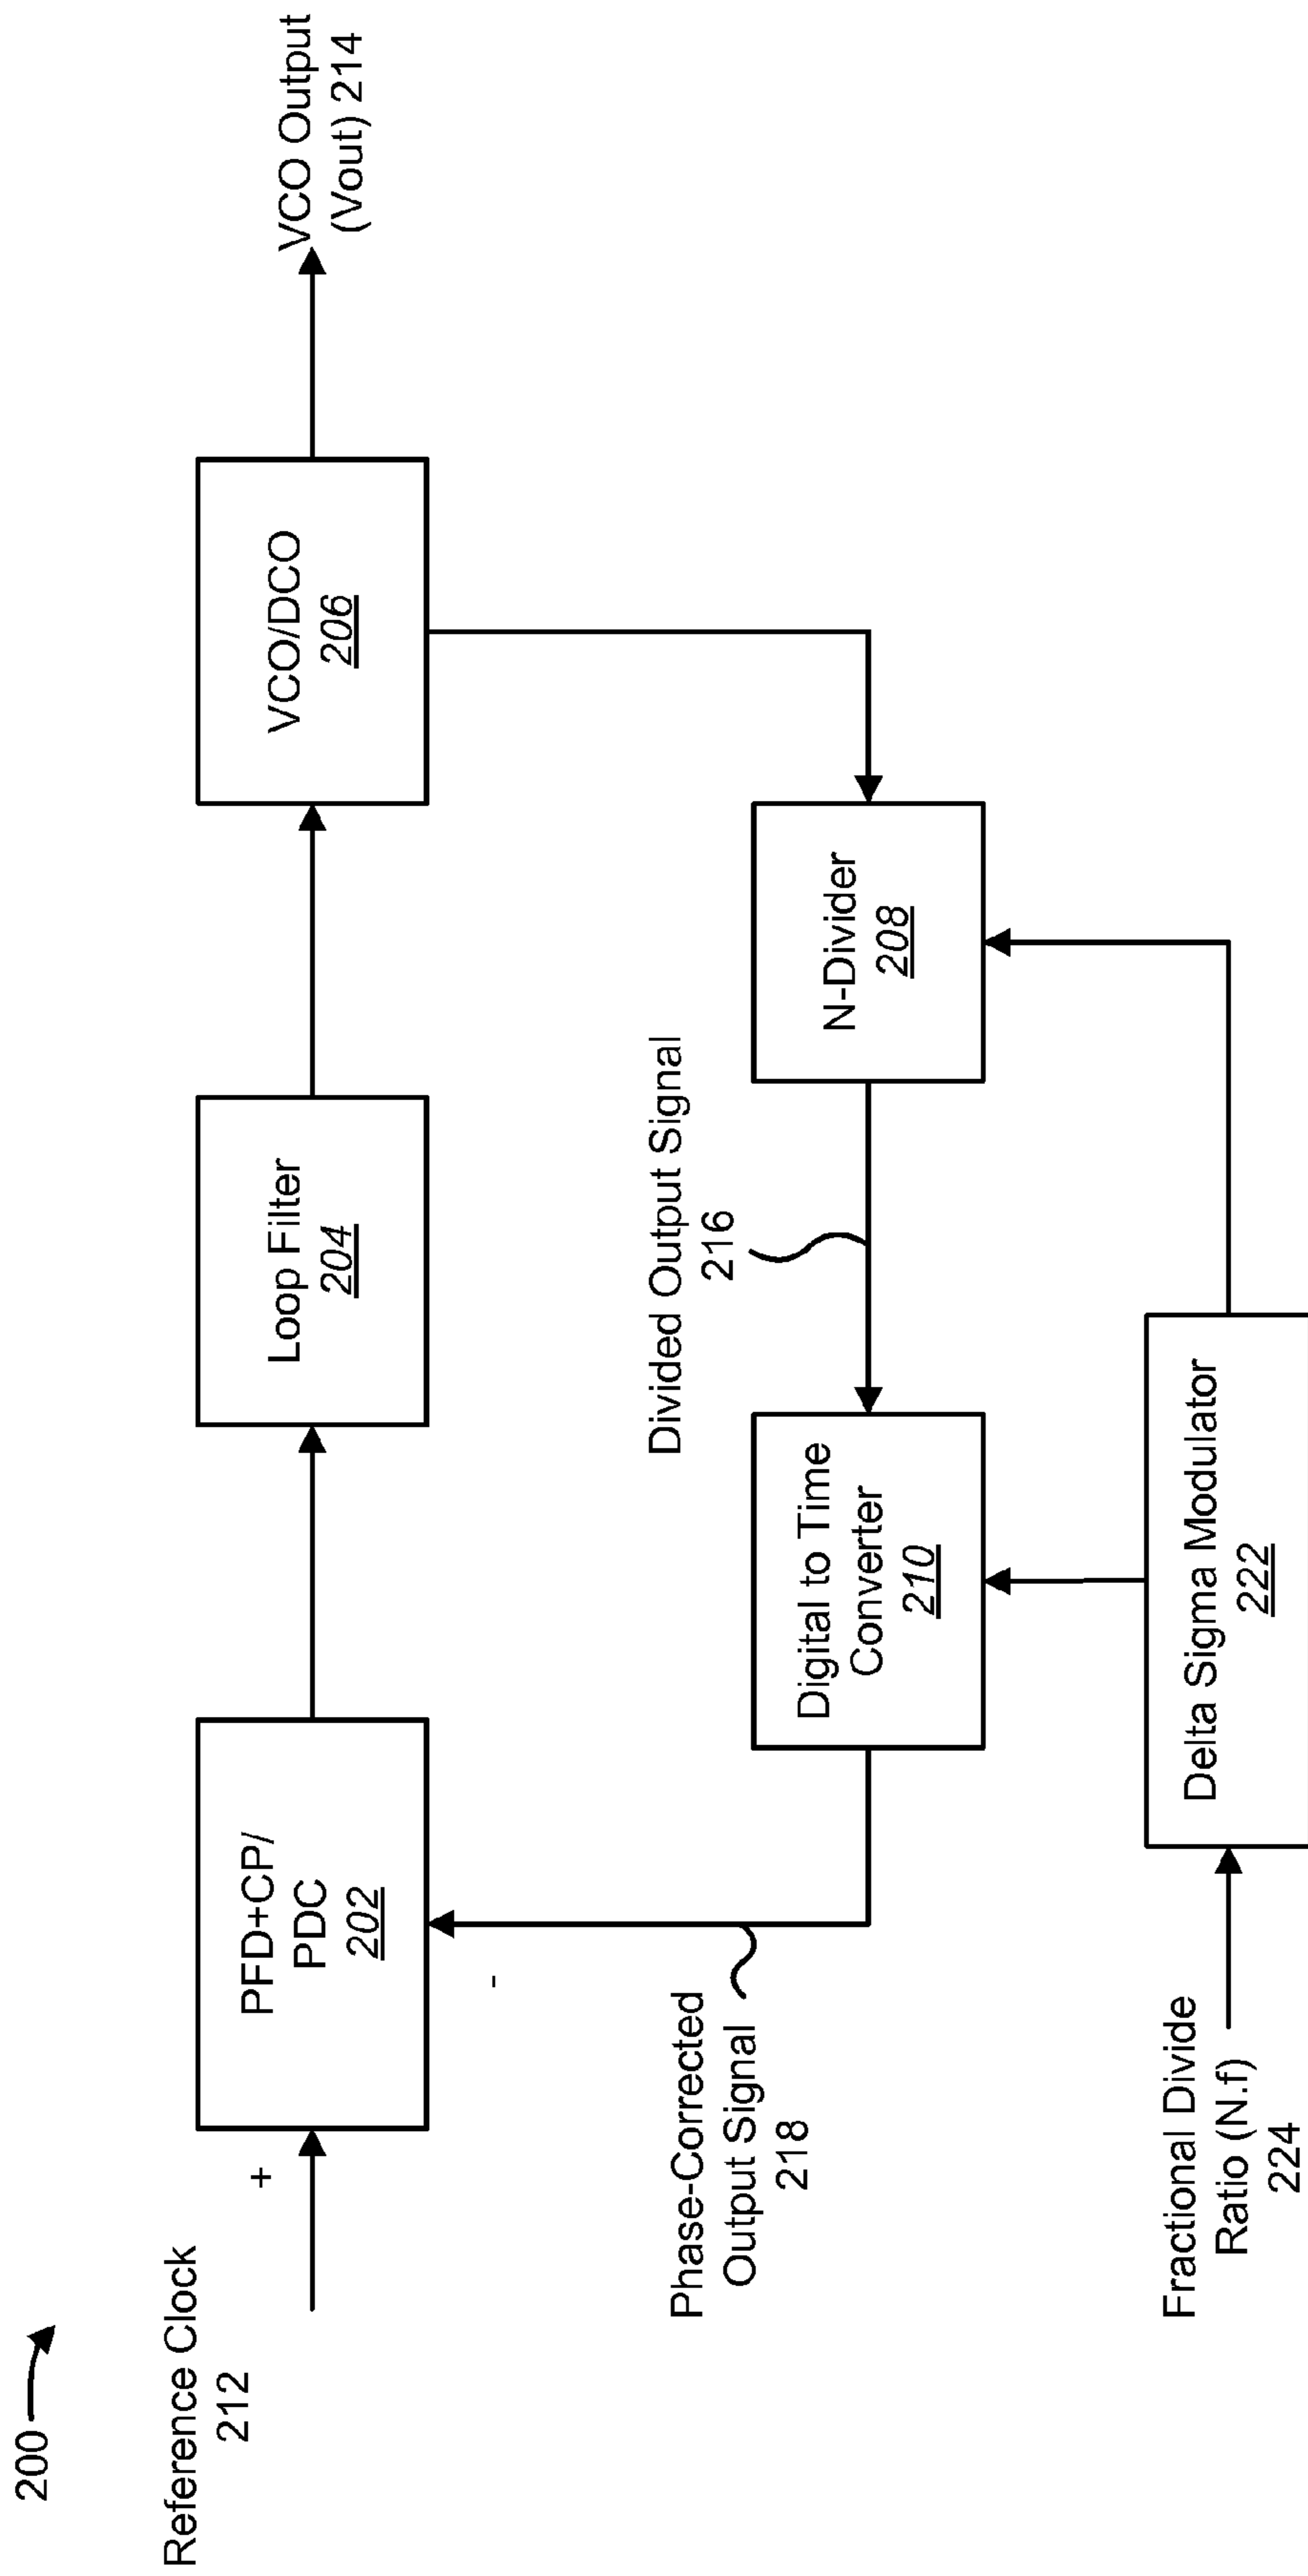 200
Reference Clock
212
+
PFD+CP/
PDC
202
Loop Filter
204
VCO/DCO
206
VCO Output
(Vout) 214
-
Phase-Corrected
Output Signal
218
Digital to Time
Converter
210
Divided Output Signal
216
N-Divider
208
Fractional Divide
Ratio (N.f)
224
Delta Sigma Modulator
222